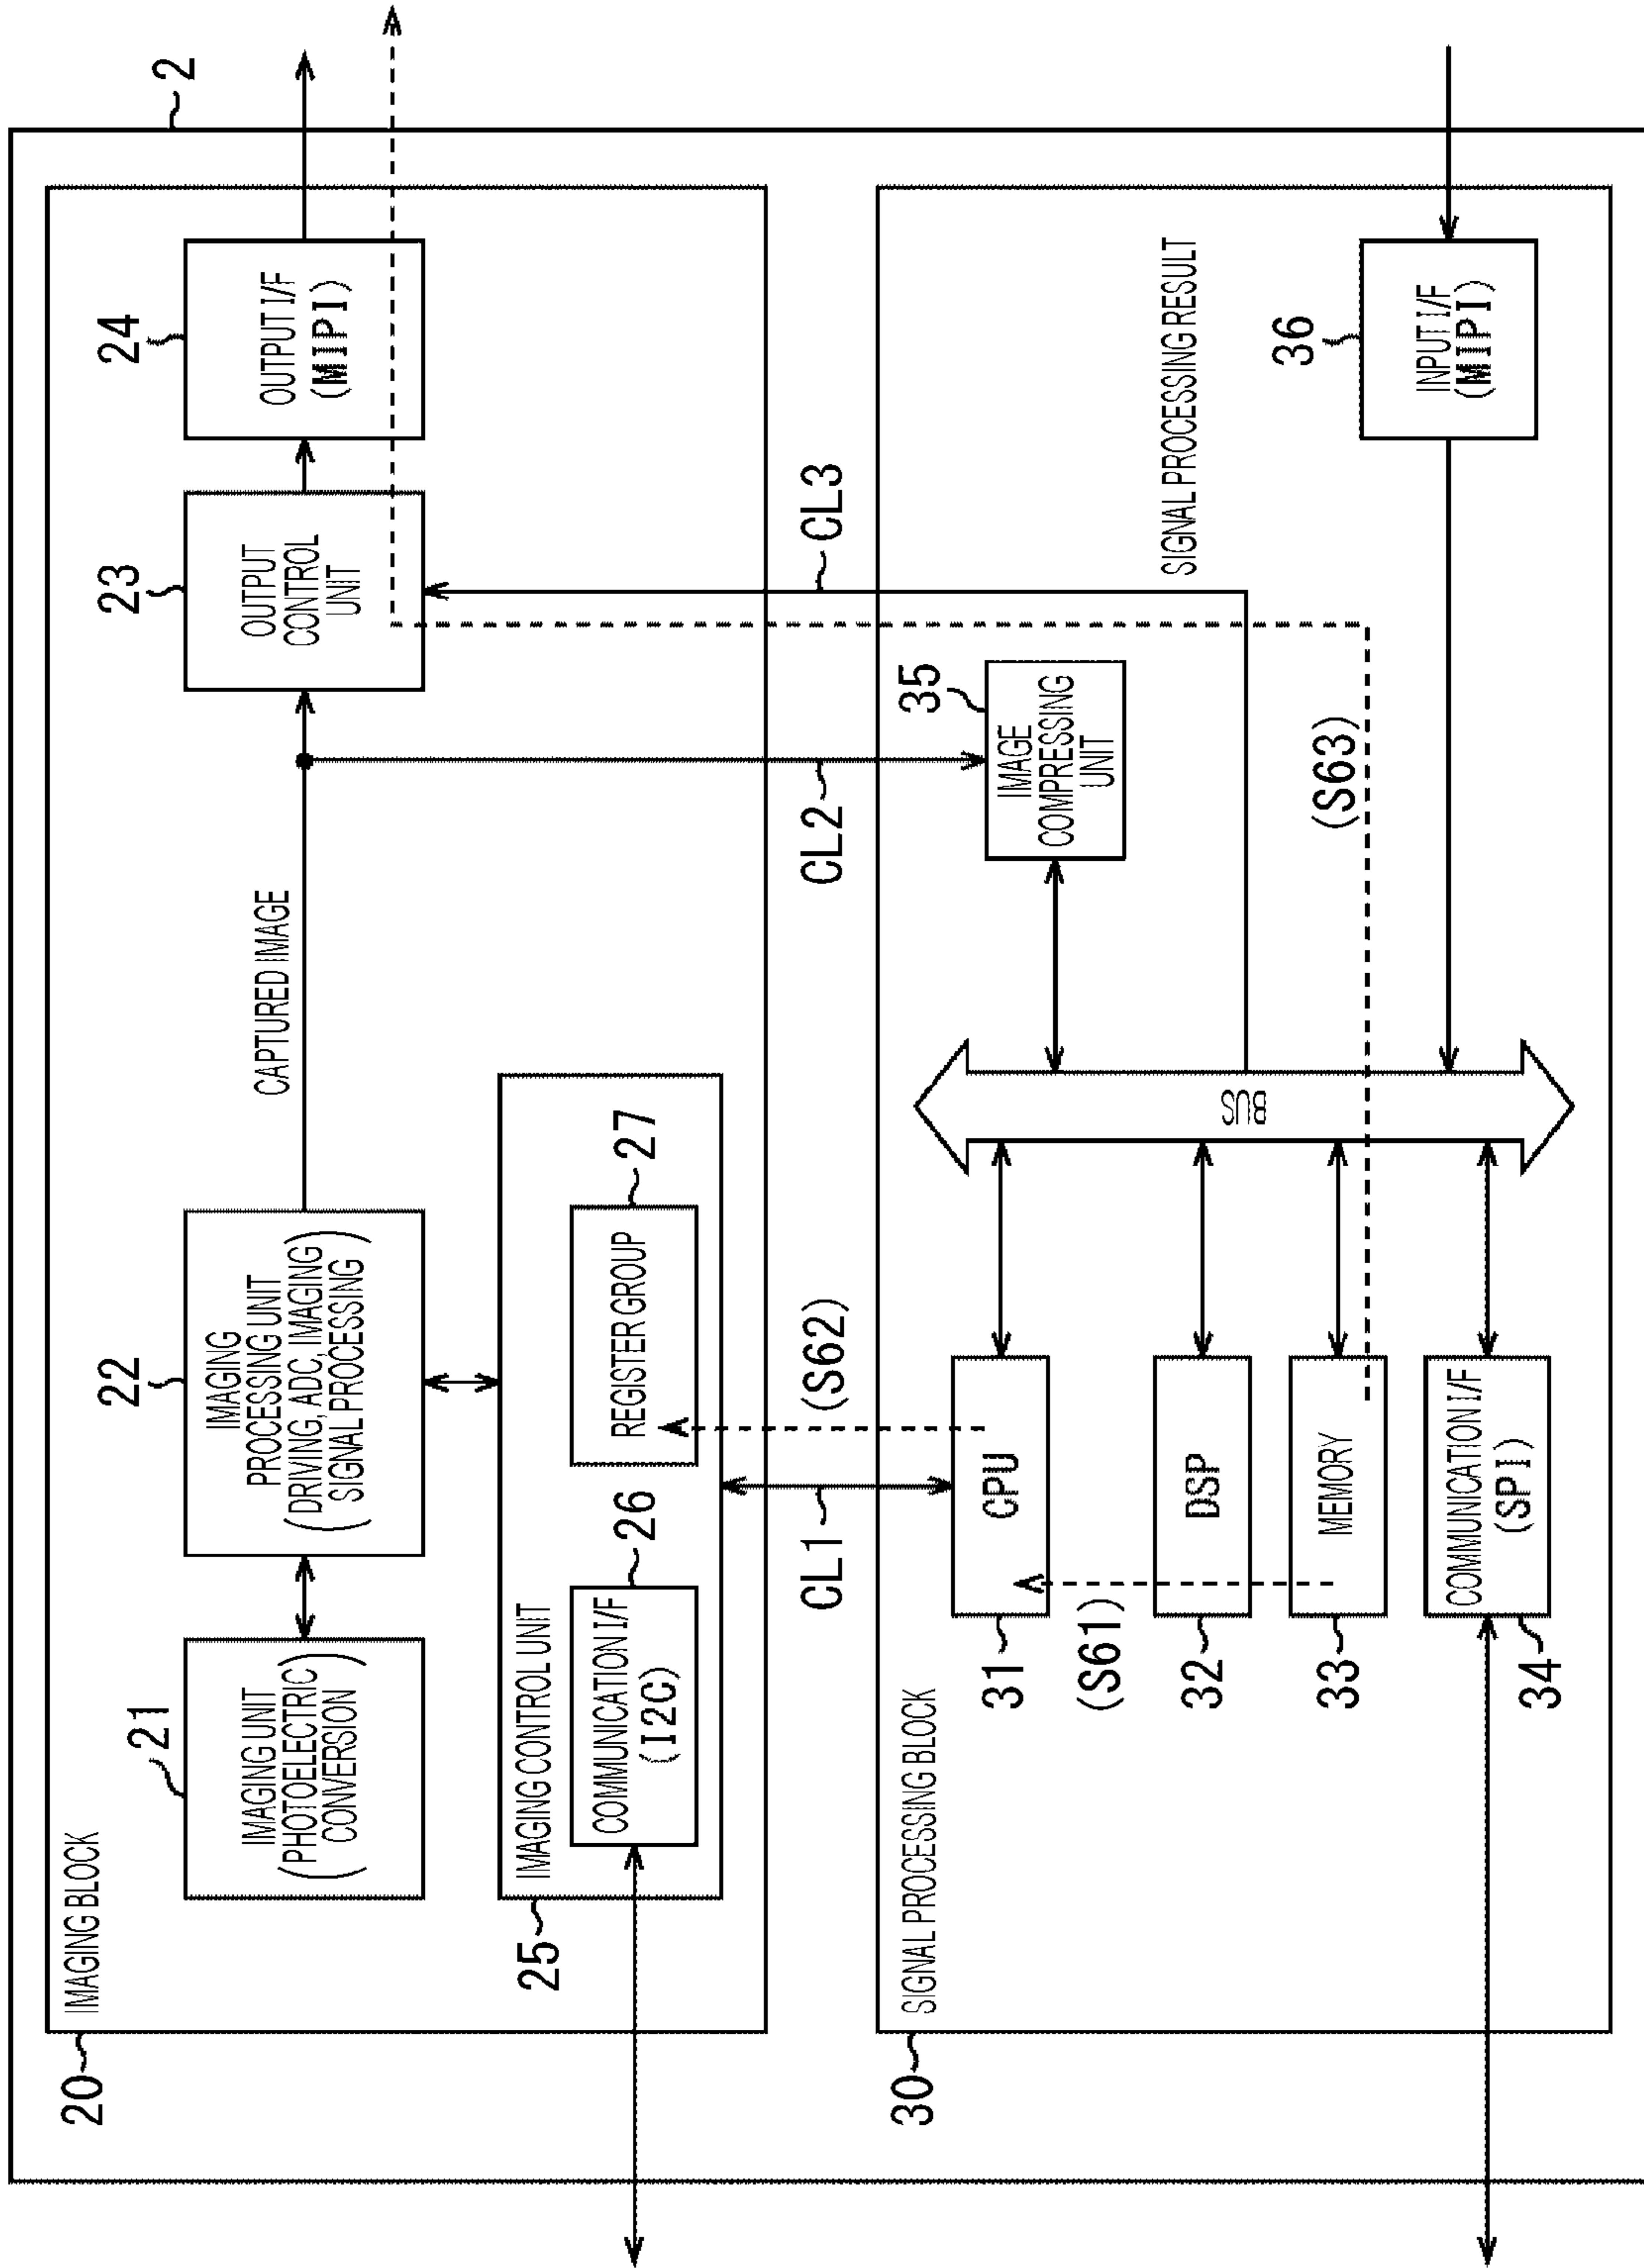 2
20
IMAGING BLOCK
21
IMAGING UNIT
(PHOTOELECTRIC
CONVERSION)
22
IMAGING
PROCESSING UNIT
(DRIVING, ADC, IMAGING
SIGNAL PROCESSING)
CAPTURED IMAGE
23
OUTPUT
CONTROL
UNIT
24
OUTPUT I/F
(MIPI)
25
IMAGING CONTROL UNIT
26
COMMUNICATION I/F
(I2C)
27
REGISTER GROUP
CL1
(S62)
CL2
CL3
30
SIGNAL PROCESSING BLOCK
31
CPU
(S61)
32
DSP
33
MEMORY
34
COMMUNICATION I/F
(SPI)
BUS
35
IMAGE
COMPRESSING
UNIT
(S63)
SIGNAL PROCESSING RESULT
36
INPUT I/F
(MIPI)